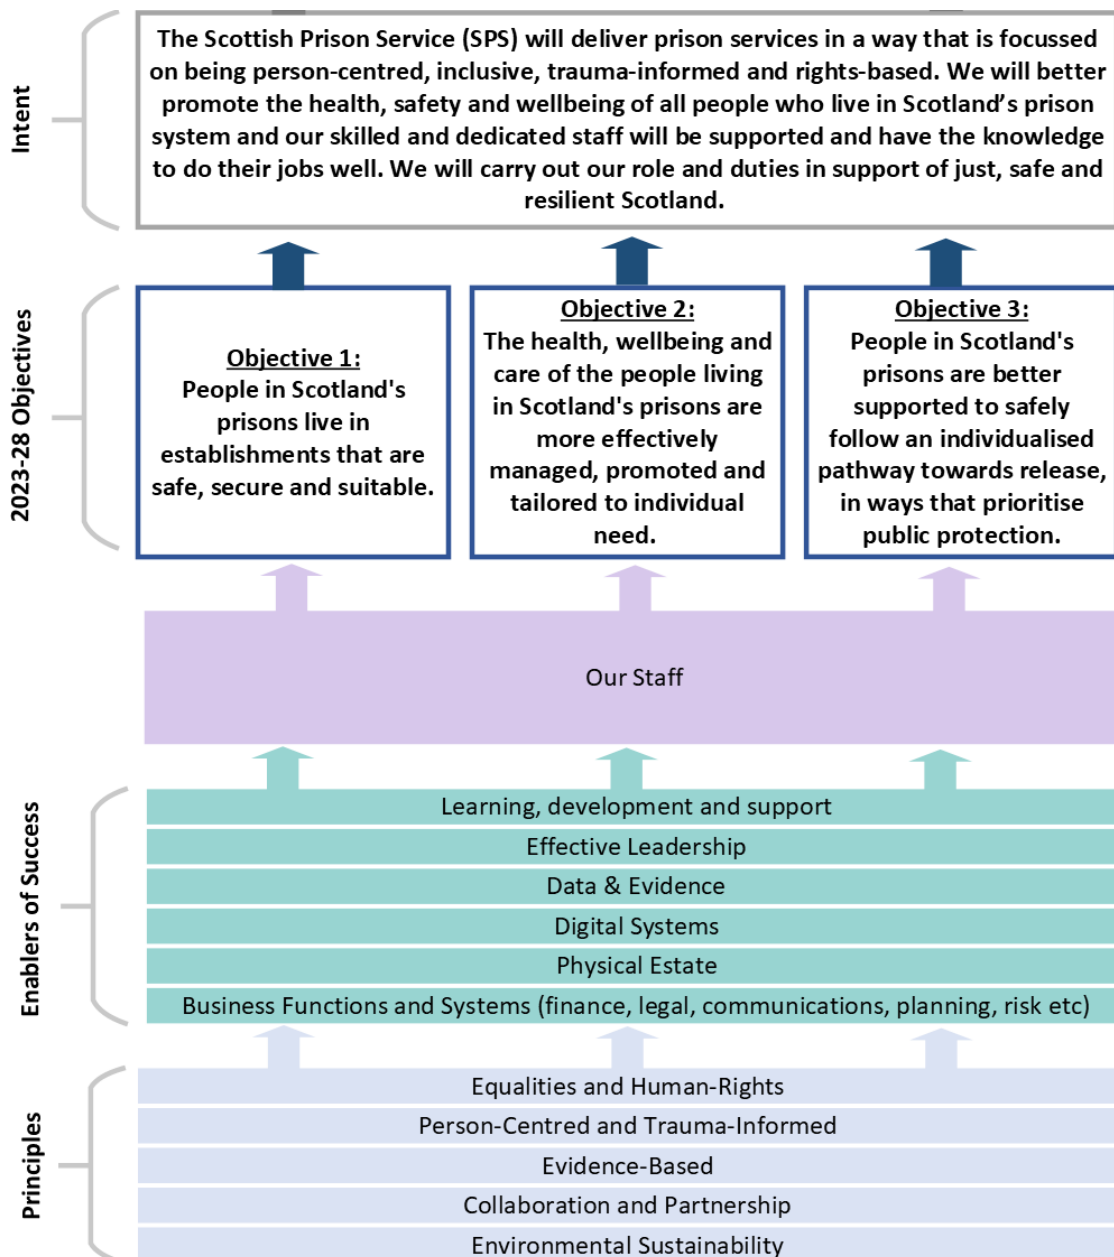 Intent
The Scottish Prison Service (SPS) will deliver prison services in a way that is focussed
on being person-centred, inclusive, trauma-informed and rights-based. We will better
promote the health, safety and wellbeing of all people who live in Scotland’s prison
system and our skilled and dedicated staff will be supported and have the knowledge
to do their jobs well. We will carry out our role and duties in support of just, safe and
resilient Scotland.
2023-28 Objectives
Objective 1:
People in Scotland's
prisons live in
establishments that are
safe, secure and suitable.
Objective 2:
The health, wellbeing and
care of the people living
in Scotland's prisons are
more effectively
managed, promoted and
tailored to individual
need.
Objective 3:
People in Scotland's
prisons are better
supported to safely
follow an individualised
pathway towards release,
in ways that prioritise
public protection.
Our Staff
Enablers of Success
Learning, development and support
Effective Leadership
Data & Evidence
Digital Systems
Physical Estate
Business Functions and Systems (finance, legal, communications, planning, risk etc)
Principles
Equalities and Human-Rights
Person-Centred and Trauma-Informed
Evidence-Based
Collaboration and Partnership
Environmental Sustainability